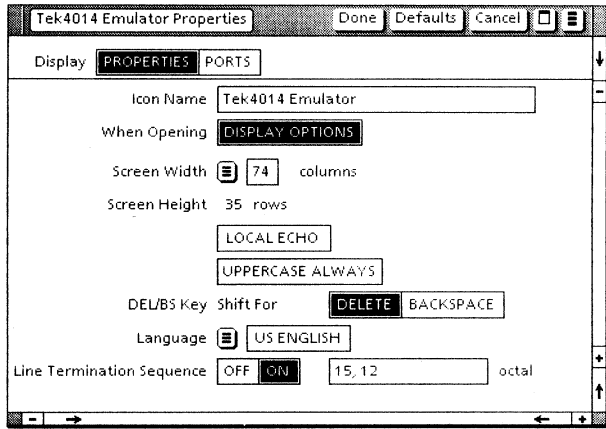 Tek4014 Emulator Properties Done Defaults Cancel
Display PROPERTIES PORTS
Icon Name Tek4014 Emulator
When Opening DISPLAY OPTIONS
Screen Width 74 columns
Screen Height 35 rows
LOCAL ECHO
UPPERCASE ALWAYS
DEL/BS Key Shift For DELETE BACKSPACE
Language US ENGLISH
Line Termination Sequence OFF ON 15, 12 octal